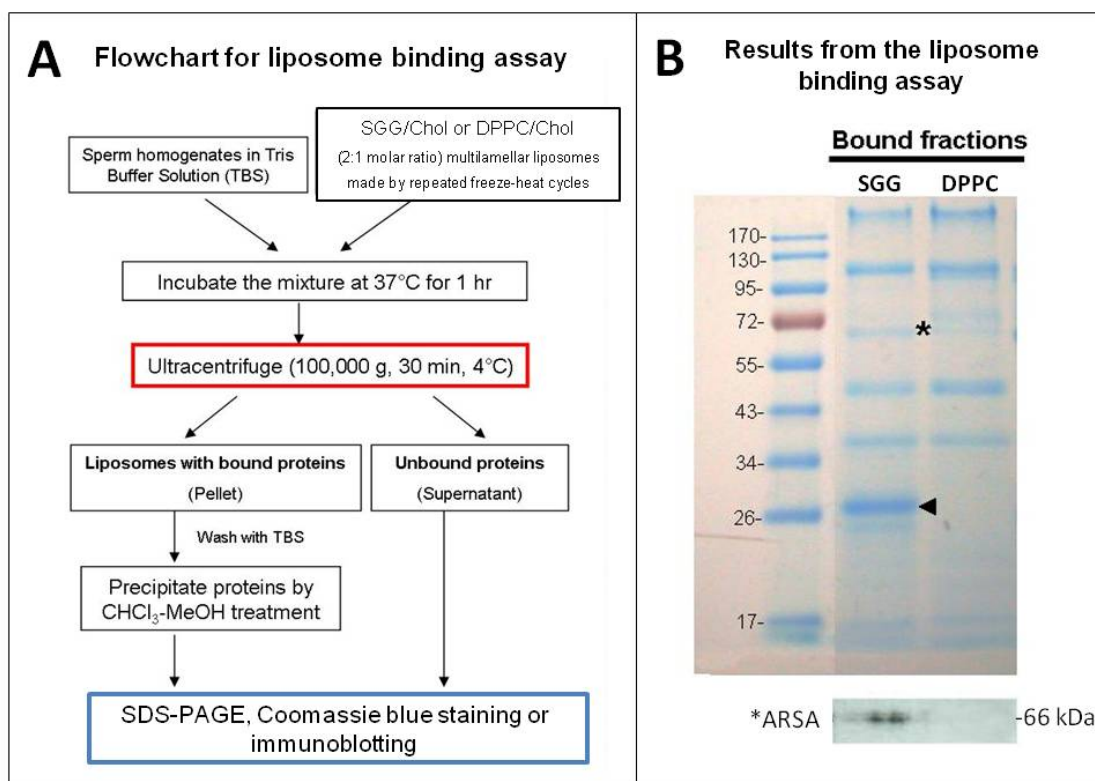 A Flowchart for liposome binding assay
Sperm homogenates in Tris
Buffer Solution (TBS)
SGG/Chol or DPPC/Chol
(2:1 molar ratio) multilamellar liposomes
made by repeated freeze-heat cycles
Incubate the mixture at 37°C for 1 hr
Ultracentrifuge (100,000 g, 30 min, 4°C)
Liposomes with bound proteins
(Pellet)
Unbound proteins
(Supernatant)
Wash with TBS
Precipitate proteins by
CHCl₃-MeOH treatment
SDS-PAGE, Coomassie blue staining or
immunoblotting
B Results from the liposome
binding assay
Bound fractions
SGG DPPC
170-
130-
95-
72-
*
55-
43-
34-
26-
17-
*ARSA -66 kDa